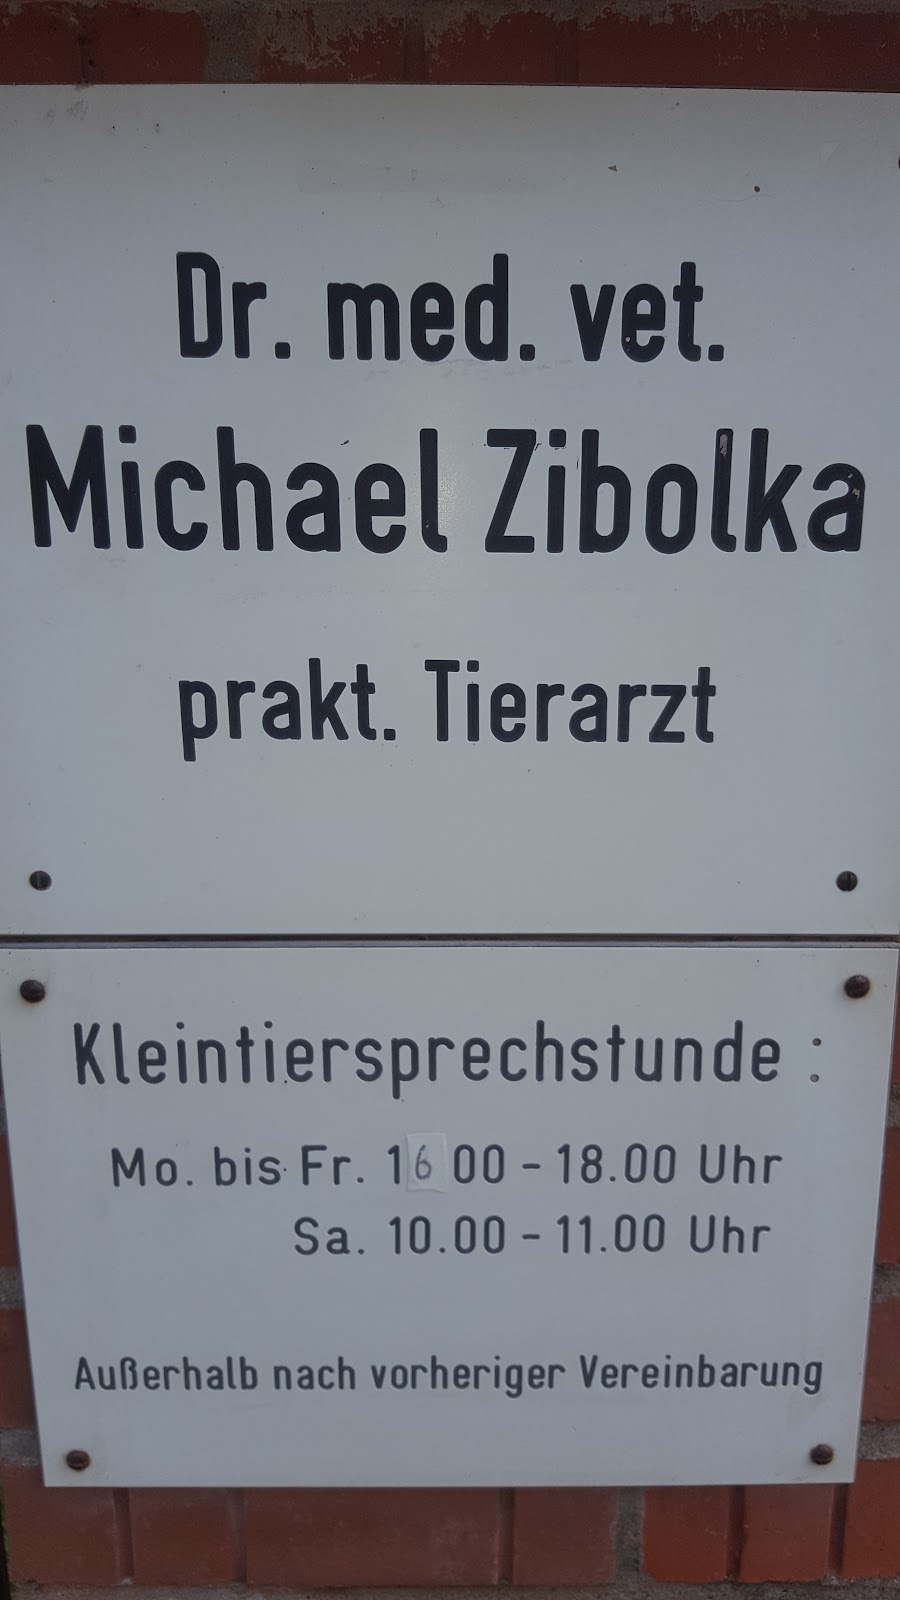 Dr. med. vet.
Michael Zibolka
prakt. Tierarzt
Kleintiersprechstunde :
Mo. bis Fr. 16 00 - 18.00 Uhr
Sa. 10.00 - 11.00 Uhr
Außerhalb nach vorheriger Vereinbarung